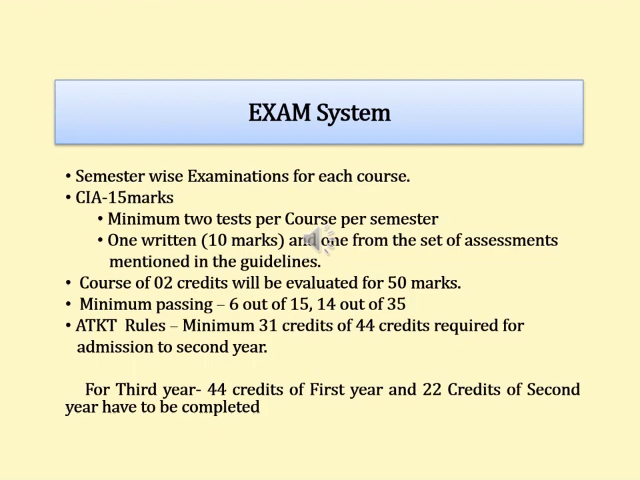 EXAM System
• Semester wise Examinations for each course.
• CIA-15marks
• Minimum two tests per Course per semester
• One written (10 marks) and one from the set of assessments
mentioned in the guidelines.
• Course of 02 credits will be evaluated for 50 marks.
• Minimum passing – 6 out of 15, 14 out of 35
• ATKT Rules – Minimum 31 credits of 44 credits required for
admission to second year.
For Third year- 44 credits of First year and 22 Credits of Second
year have to be completed